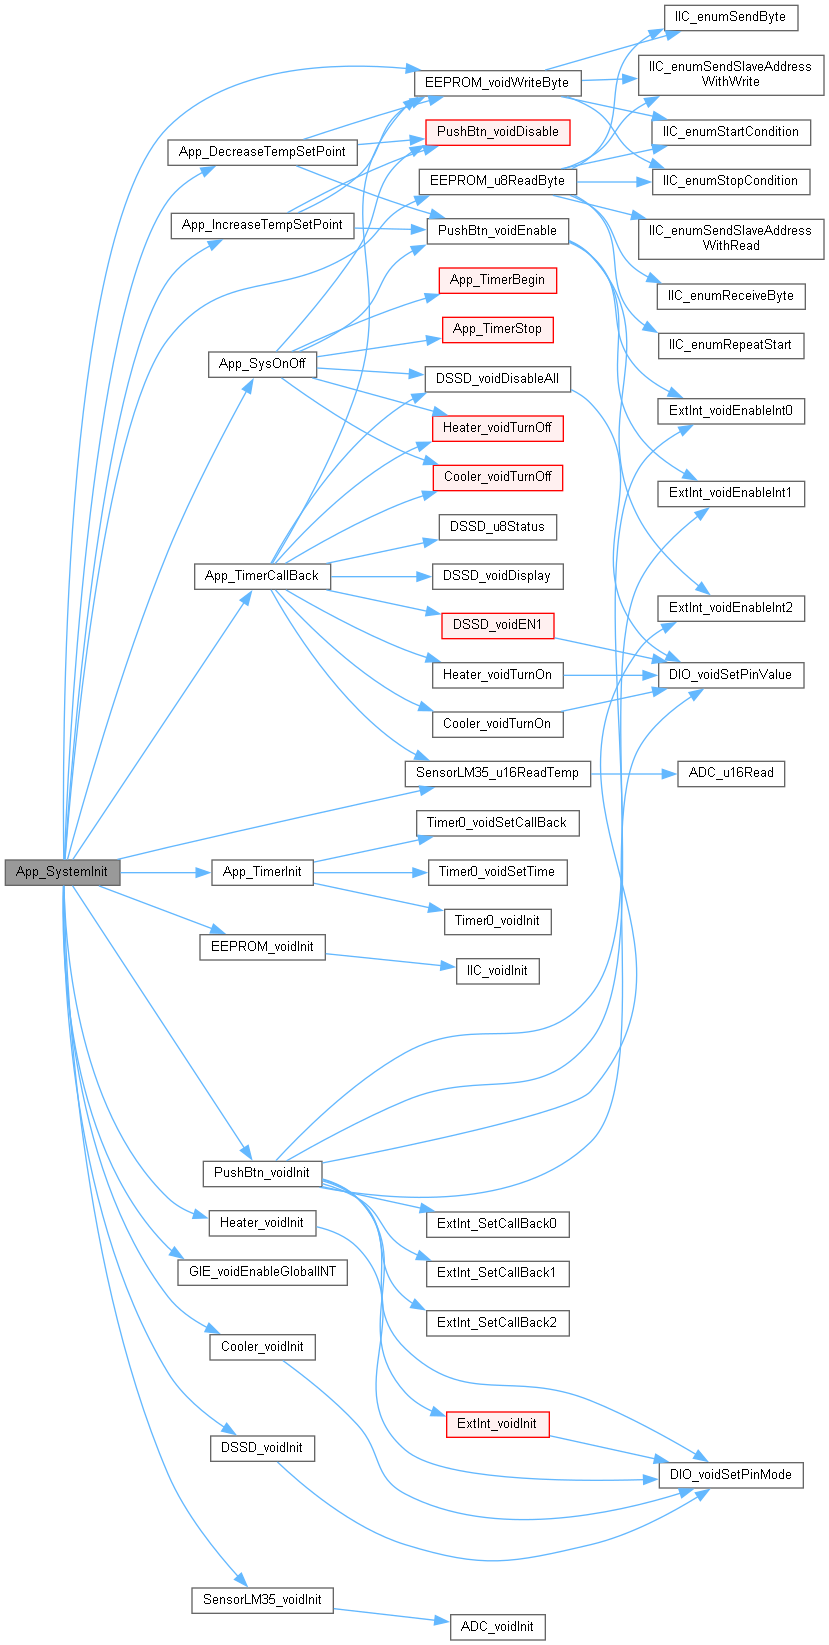 IIC_enumSendByte
EEPROM_voidWriteByte
IIC_enumSendSlaveAddress
WithWrite
PushBtn_voidDisable
IIC_enumStartCondition
App_DecreaseTempSetPoint
EEPROM_u8ReadByte
IIC_enumStopCondition
App_IncreaseTempSetPoint
PushBtn_voidEnable
IIC_enumSendSlaveAddress
WithRead
App_TimerBegin
IIC_enumReceiveByte
App_TimerStop
IIC_enumRepeatStart
App_SysOnOff
DSSD_voidDisableAll
ExtInt_voidEnableInt0
Heater_voidTurnOff
Cooler_voidTurnOff
ExtInt_voidEnableInt1
DSSD_u8Status
App_TimerCallBack
DSSD_voidDisplay
ExtInt_voidEnableInt2
DSSD_voidEN1
Heater_voidTurnOn
DIO_voidSetPinValue
Cooler_voidTurnOn
SensorLM35_u16ReadTemp
ADC_u16Read
Timer0_voidSetCallBack
App_SystemInit
App_TimerInit
Timer0_voidSetTime
Timer0_voidInit
EEPROM_voidInit
IIC_voidInit
PushBtn_voidInit
Heater_voidInit
ExtInt_SetCallBack0
GIE_voidEnableGlobalINT
ExtInt_SetCallBack1
ExtInt_SetCallBack2
Cooler_voidInit
ExtInt_voidInit
DSSD_voidInit
DIO_voidSetPinMode
SensorLM35_voidInit
ADC_voidInit